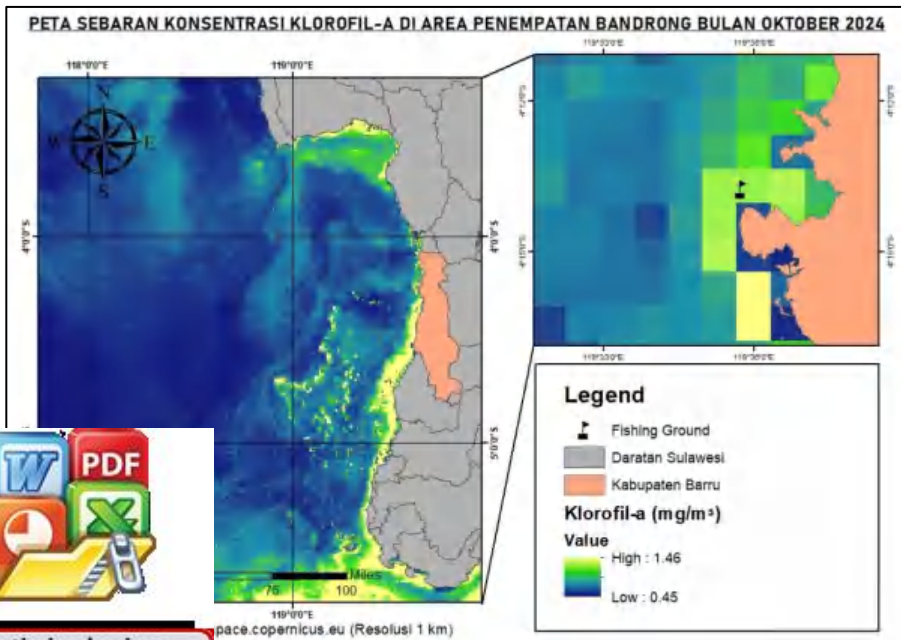 PETA SEBARAN KONSENTRASI KLOROFIL-A DI AREA PENEMPATAN BANDRONG BULAN OKTOBER 2024
118°0'0"E 119°0'0"E
N
W E
S
4°0'0"S
4°0'0"S
5°0'0"S
Miles
75 100
119°0'0"E
pace.copernicus.eu (Resolusi 1 km)
W PDF
Legend
Fishing Ground
Daratan Sulawesi
Kabupaten Barru
Klorofil-a (mg/m³)
Value
High : 1.46
Low : 0.45